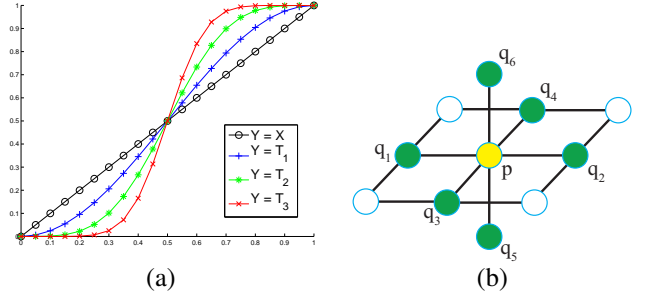 1
0.9
0.8
0.7
0.6
0.5
0.4
0.3
0.2
0.1
0 0.1 0.2 0.3 0.4 0.5 0.6 0.7 0.8 0.9 1
Y = X
Y = T1
Y = T2
Y = T3
(a)
q6
q4
q1
p
q2
q3
q5
(b)